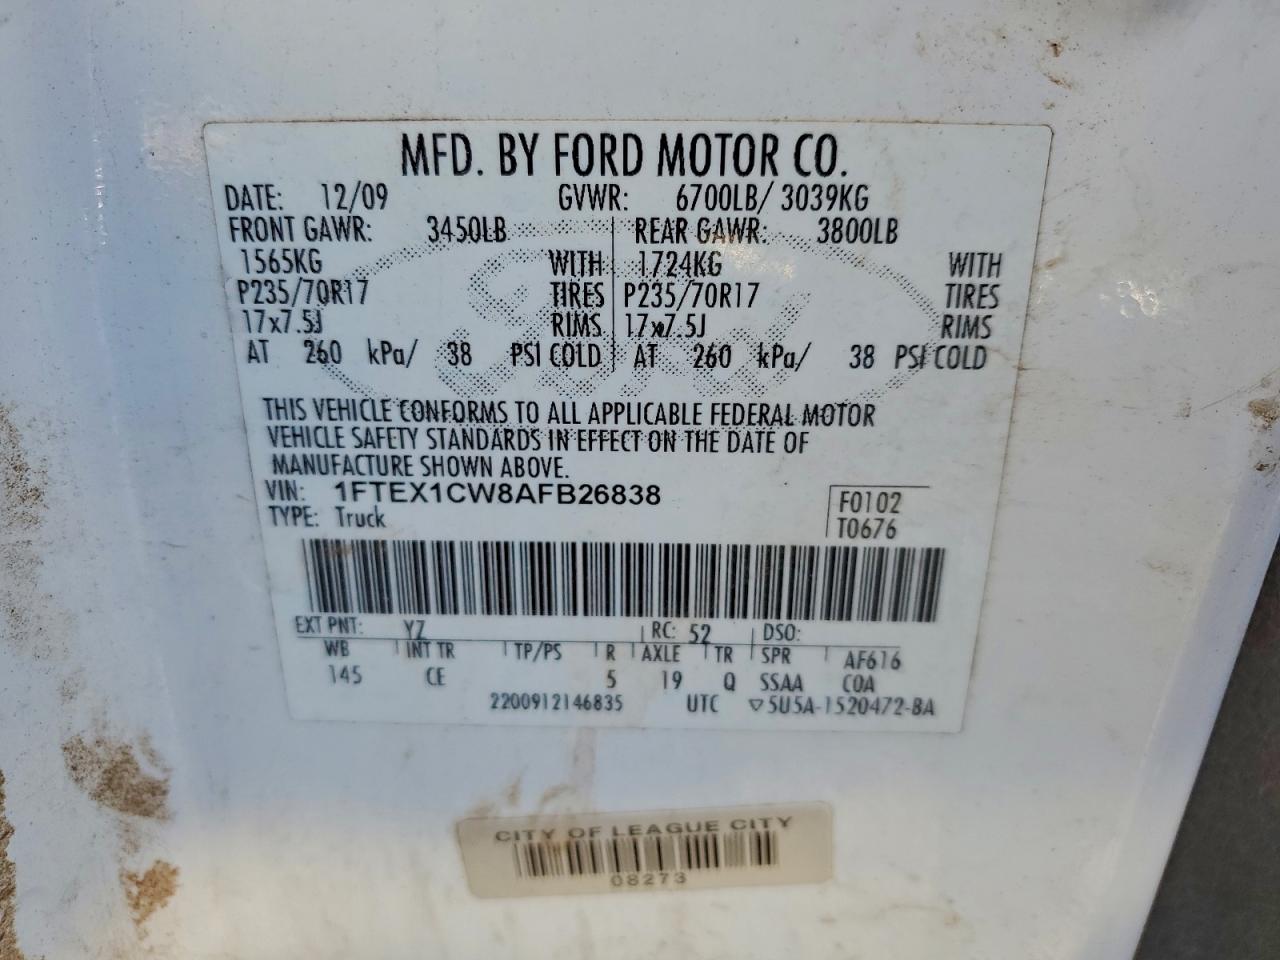 MFD. BY FORD MOTOR CO.
DATE: 12/09 GVWR: 6700LB/ 3039KG
FRONT GAWR: 3450LB REAR GAWR: 3800LB
1565KG WITH 1724KG WITH
P235/70R17 TIRES P235/70R17 TIRES
17x7.5J RIMS 17x7.5J RIMS
AT 260 kPa/ 38 PSI COLD AT 260 kPa/ 38 PSI COLD
THIS VEHICLE CONFORMS TO ALL APPLICABLE FEDERAL MOTOR
VEHICLE SAFETY STANDARDS IN EFFECT ON THE DATE OF
MANUFACTURE SHOWN ABOVE.
VIN: 1FTEX1CW8AFB26838 F0102
TYPE: Truck T0676
EXT PNT: YZ RC: 52 DSO:
WB INT TR TP/PS R AXLE TR SPR AF616
145 CE 5 19 Q SSAA COA
2200912146835 UTC ▽5U5A-1520472-BA
CITY OF LEAGUE CITY
08273